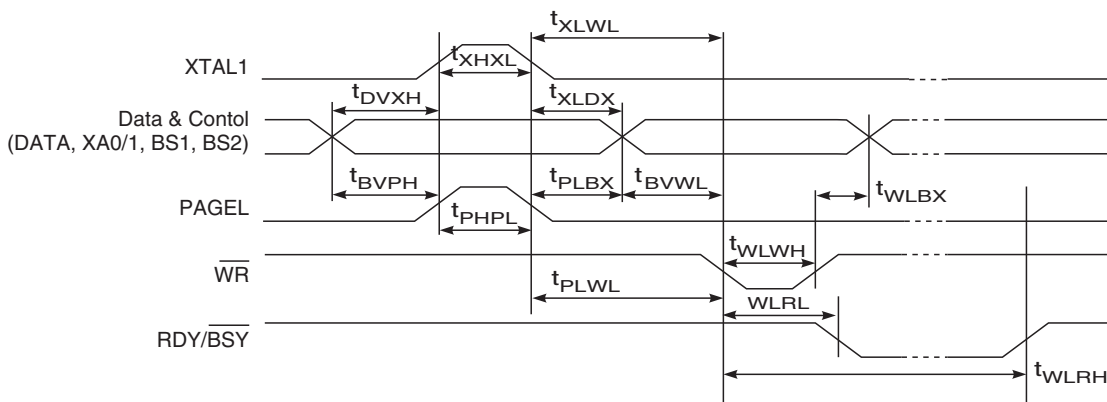 tXLWL
XTAL1
tXHXL
tDVXH
tXLDX
Data & Contol
(DATA, XA0/1, BS1, BS2)
tBVPH
tPLBX
tBVWL
tWLBX
PAGEL
tPHPL
tWLWH
WR
tPLWL
WLRL
RDY/BSY
tWLRH